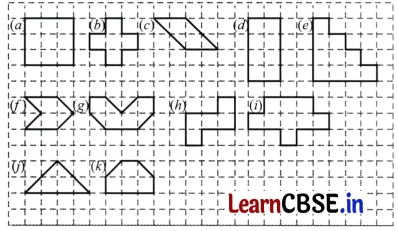 (a) (b) (c) (d) (e)
(f) (g) (h) (i)
(j) (k)
LearnCBSE.in